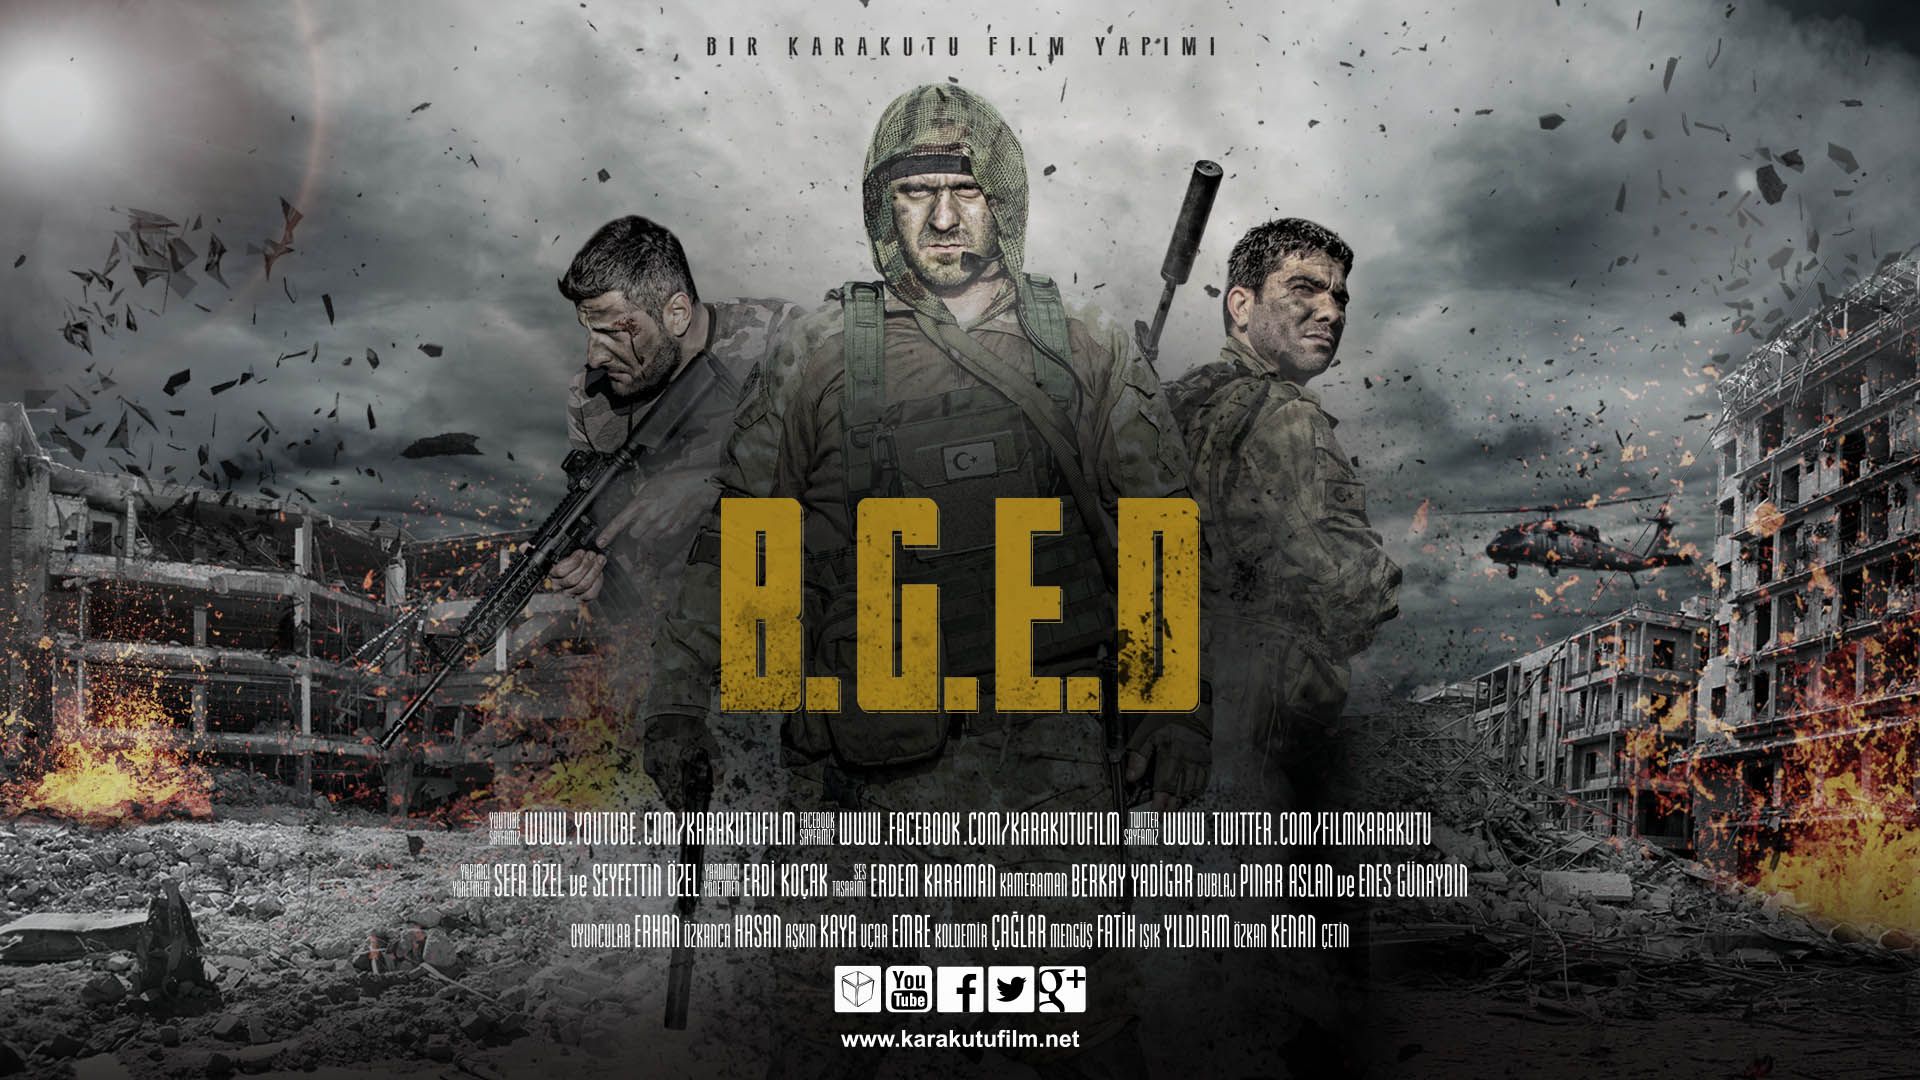 BIR KARAKUTU FILM YAPIMI
B.G.E.D
YOUTUBE SAYFAMIZ WWW.YOUTUBE.COM/KARAKUTUFILM FACEBOOK SAYFAMIZ WWW.FACEBOOK.COM/KARAKUTUFILM TWITTER SAYFAMIZ WWW.TWITTER.COM/FILMKARAKUTU
YAPIMCI YÖNETMEM SEFA ÖZEL ve SEYFETTIN ÖZEL YARDIMCI YÖNETMEN ERDİ KOÇAK SES TASARIMI ERDEM KARAMAN KAMERAMAN BERKAY YADİGAR DUBLAJ PINAR ASLAN ve ENES GÜNAYDIN
OYUNCULAR ERHAN ÖZKANCA HASAN AŞKIN KAYA UÇAR EMRE KOLDEMİR ÇAĞLAR MENGÜŞ FATİH IŞIK YILDIRIM ÖZKAN KENAN ÇETİN
You Tube f g+
www.karakutufilm.net